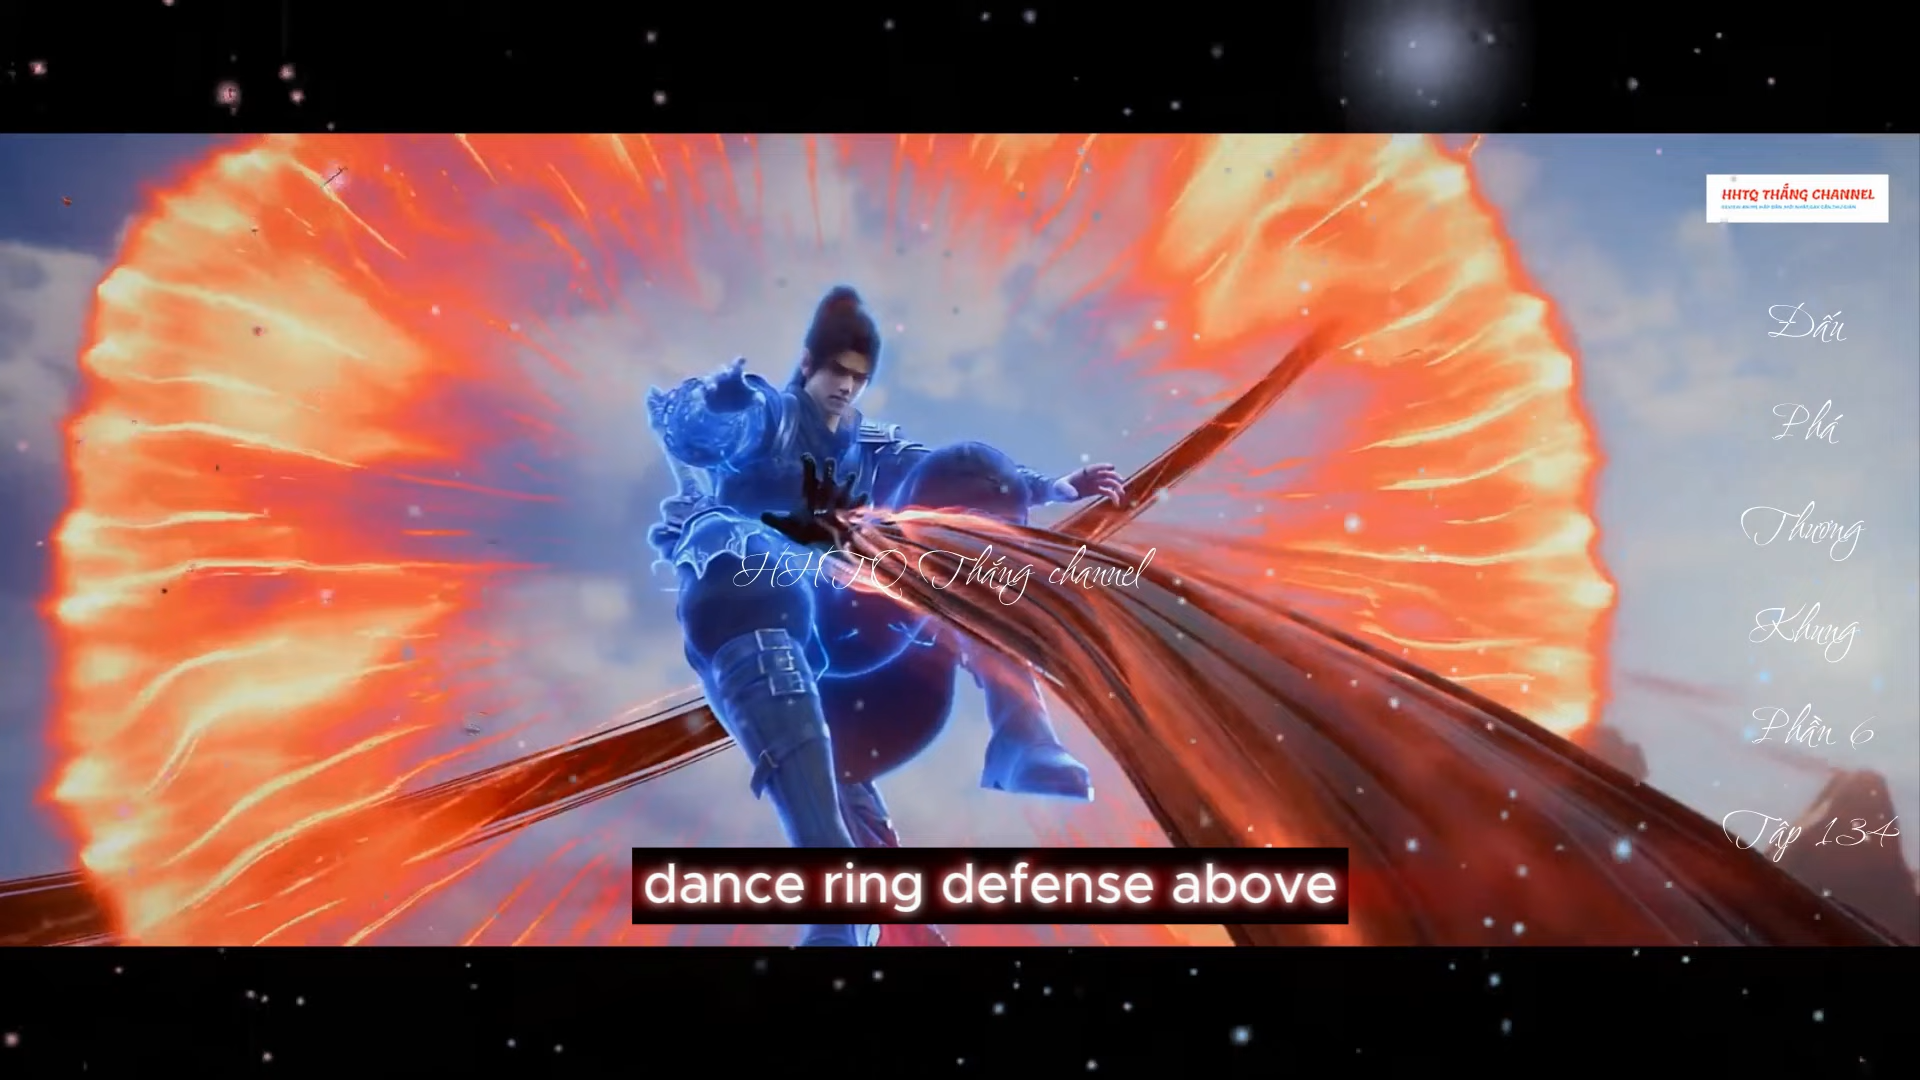 HHTQ THẮNG CHANNEL
Đấu
Phá
Thương
Khung
Phần 6
Tập 134
HHTQ Thắng channel
dance ring defense above